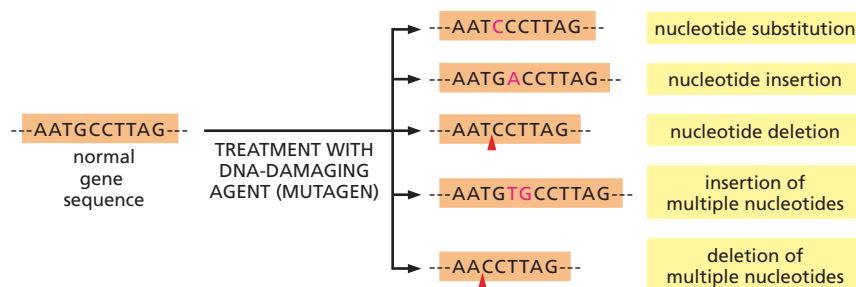 ---AATCCCTTAG---
nucleotide substitution
---AATGACCTTAG---
nucleotide insertion
---AATGCCTTAG---
normal
gene
sequence
TREATMENT WITH
DNA-DAMAGING
AGENT (MUTAGEN)
---AATCCTTAG---
nucleotide deletion
---AATGTGCCTTAG---
insertion of
multiple nucleotides
---AACCTTAG---
deletion of
multiple nucleotides